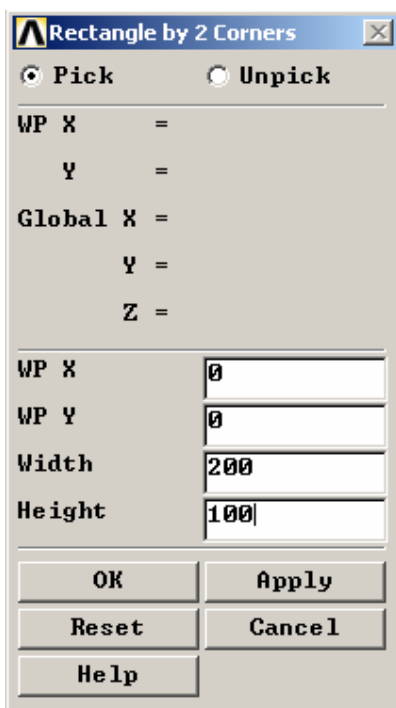 Rectangle by 2 Corners
Pick Unpick
WP X =
Y =
Global X =
Y =
Z =
WP X 0
WP Y 0
Width 200
Height 100
OK Apply
Reset Cancel
Help